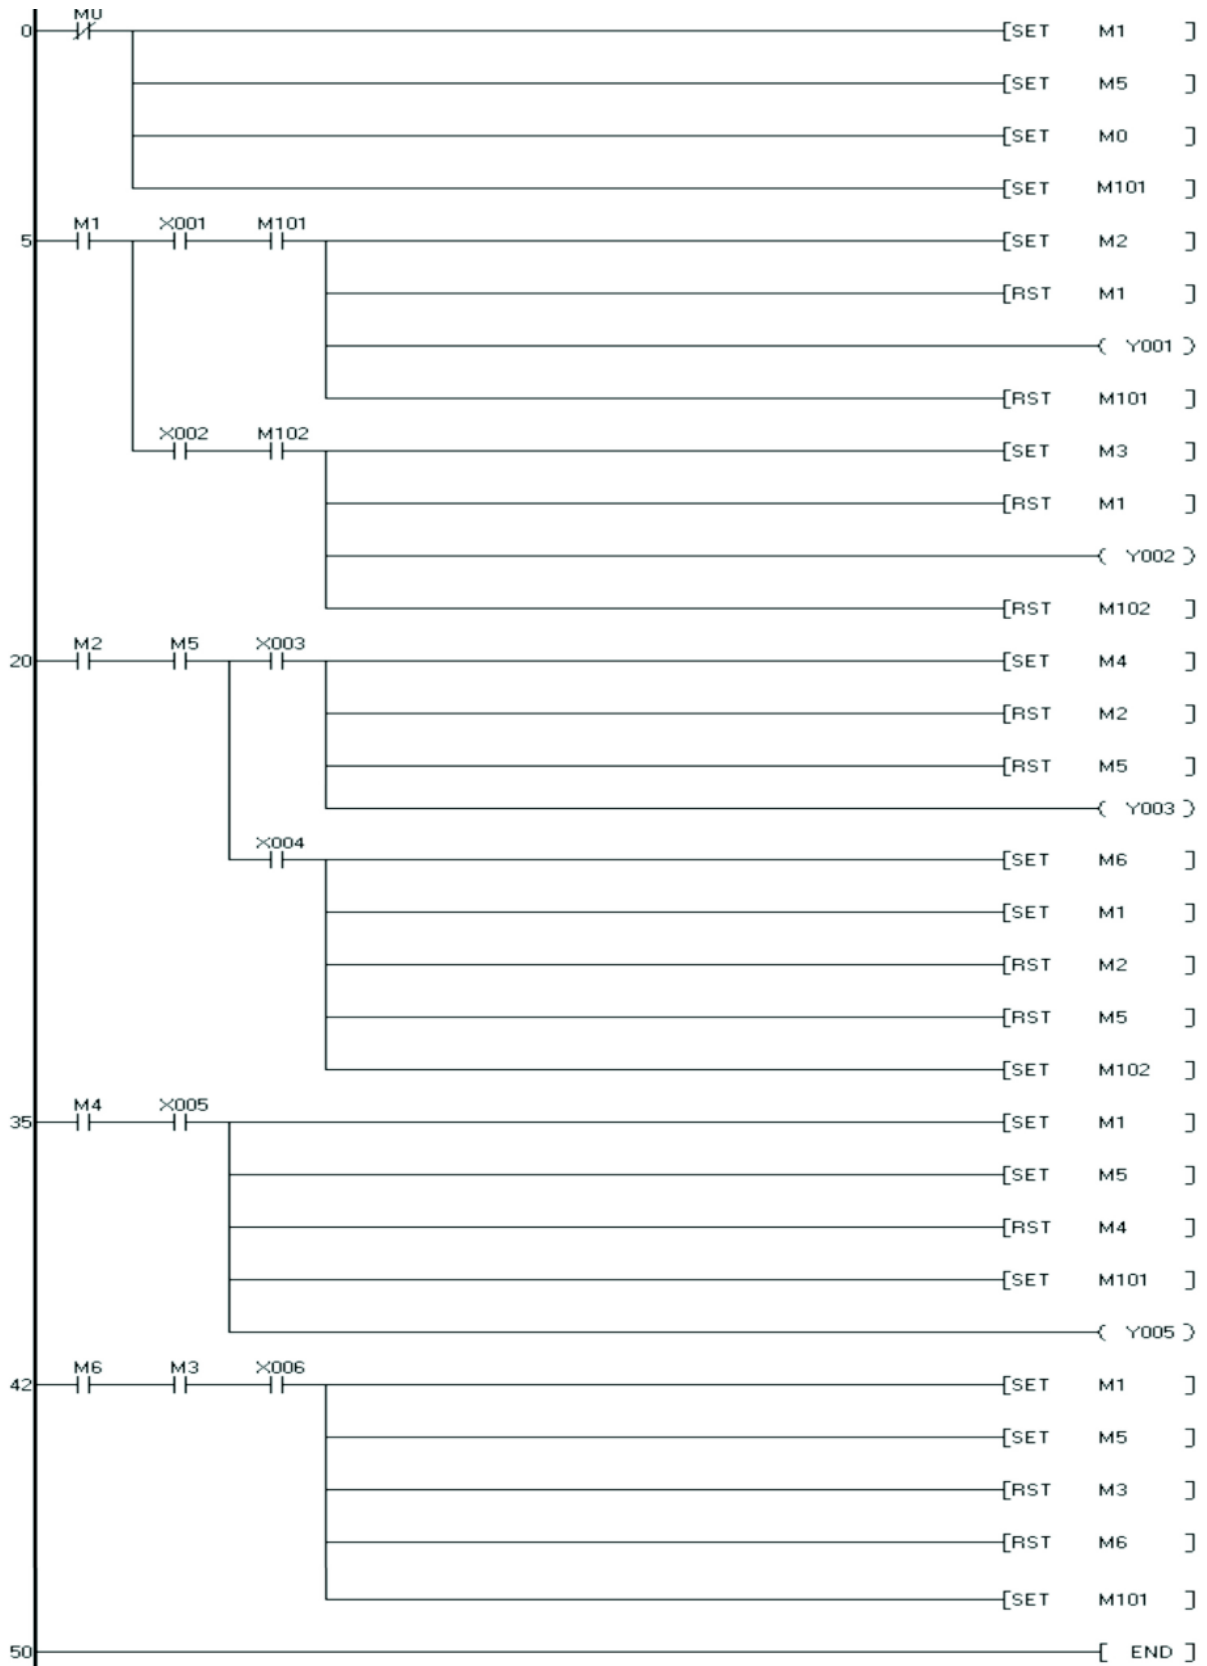 M0
0 [SET M1 ]
[SET M5 ]
[SET M0 ]
[SET M101 ]
M1 X001 M101
5 [SET M2 ]
[RST M1 ]
( Y001 )
[RST M101 ]
X002 M102
[SET M3 ]
[RST M1 ]
( Y002 )
[RST M102 ]
M2 M5 X003
20 [SET M4 ]
[RST M2 ]
[RST M5 ]
( Y003 )
X004
[SET M6 ]
[SET M1 ]
[RST M2 ]
[RST M5 ]
[SET M102 ]
M4 X005
35 [SET M1 ]
[SET M5 ]
[RST M4 ]
[SET M101 ]
( Y005 )
M6 M3 X006
42 [SET M1 ]
[SET M5 ]
[RST M3 ]
[RST M6 ]
[SET M101 ]
50 [ END ]